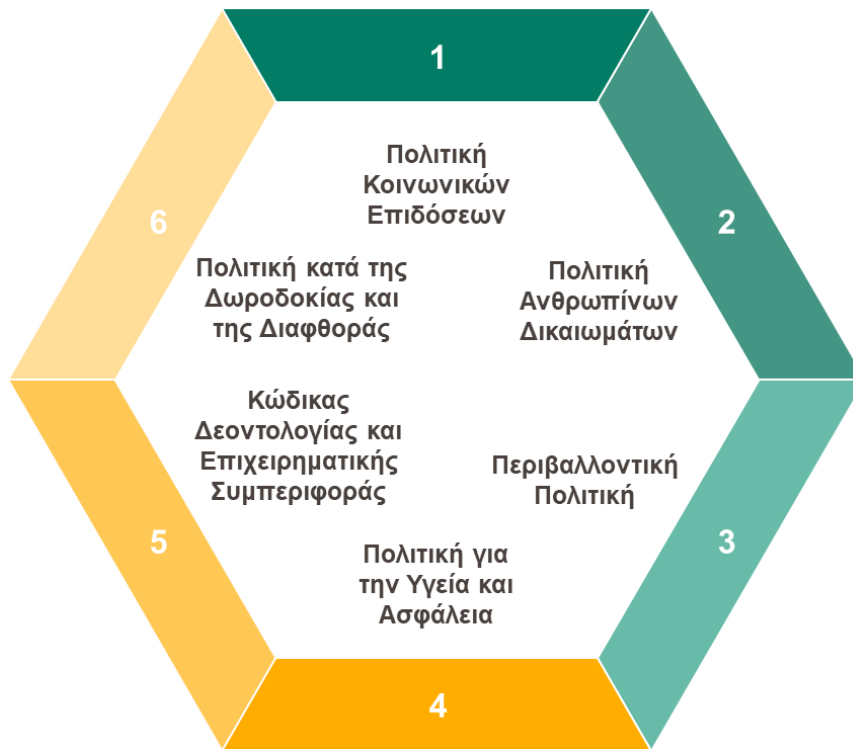 1
Πολιτική
Κοινωνικών
Επιδόσεων
2
Πολιτική
Ανθρωπίνων
Δικαιωμάτων
3
Περιβαλλοντική
Πολιτική
4
Πολιτική για
την Υγεία και
Ασφάλεια
5
Κώδικας
Δεοντολογίας και
Επιχειρηματικής
Συμπεριφοράς
6
Πολιτική κατά της
Δωροδοκίας και
της Διαφθοράς